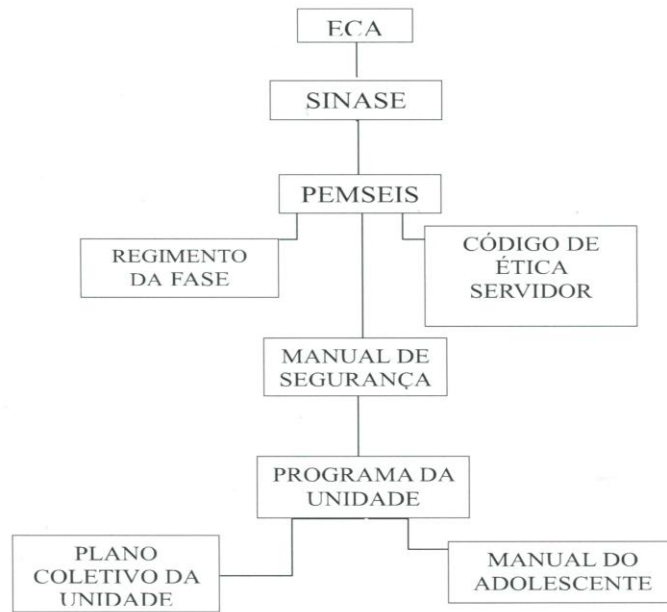 ECA
SINASE
PEMSEIS
REGIMENTO
DA FASE
CÓDIGO DE
ÉTICA
SERVIDOR
MANUAL DE
SEGURANÇA
PROGRAMA DA
UNIDADE
PLANO
COLETIVO DA
UNIDADE
MANUAL DO
ADOLESCENTE